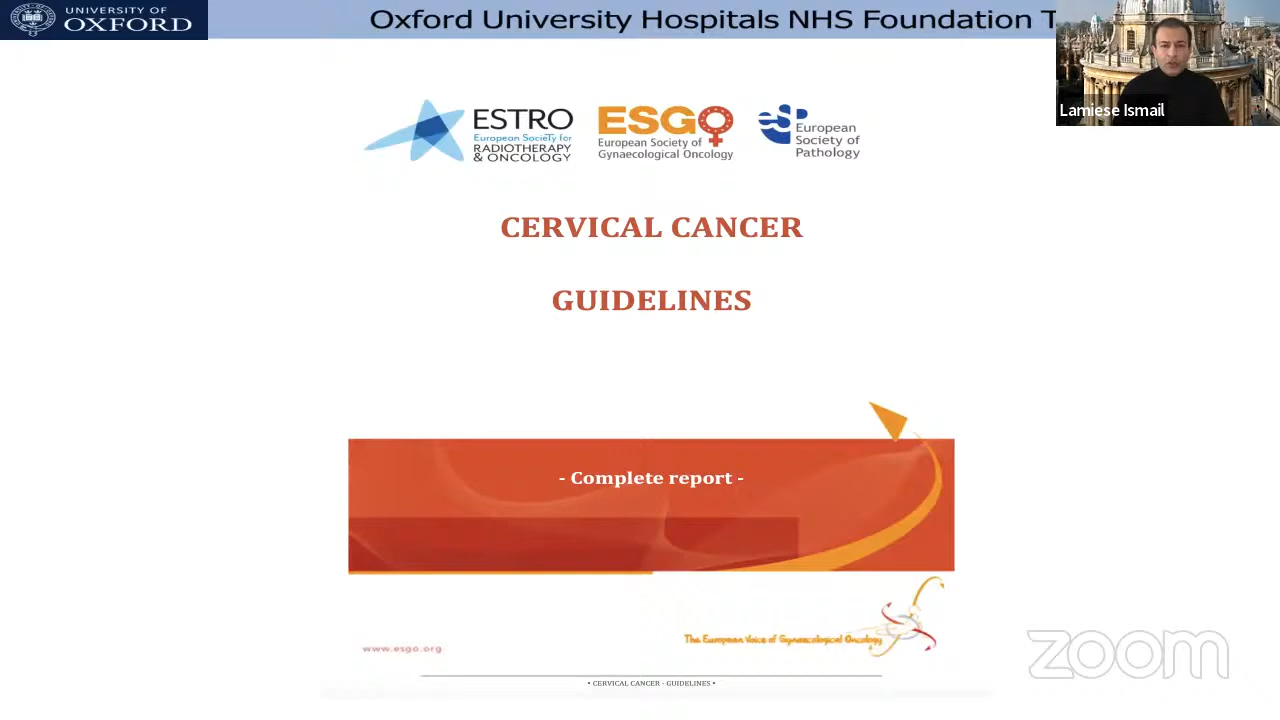 UNIVERSITY OF
OXFORD
Oxford University Hospitals NHS Foundation T
Lamiese Ismail
ESTRO
European SocieTy for
RADIOTHERAPY
& ONCOLOGY
ESGO
European Society of
Gynaecological Oncology
eSP
European
Society of
Pathology
CERVICAL CANCER
GUIDELINES
- Complete report -
The European Voice of Gynaecological Oncology
www.esgo.org
zoom
• CERVICAL CANCER - GUIDELINES •